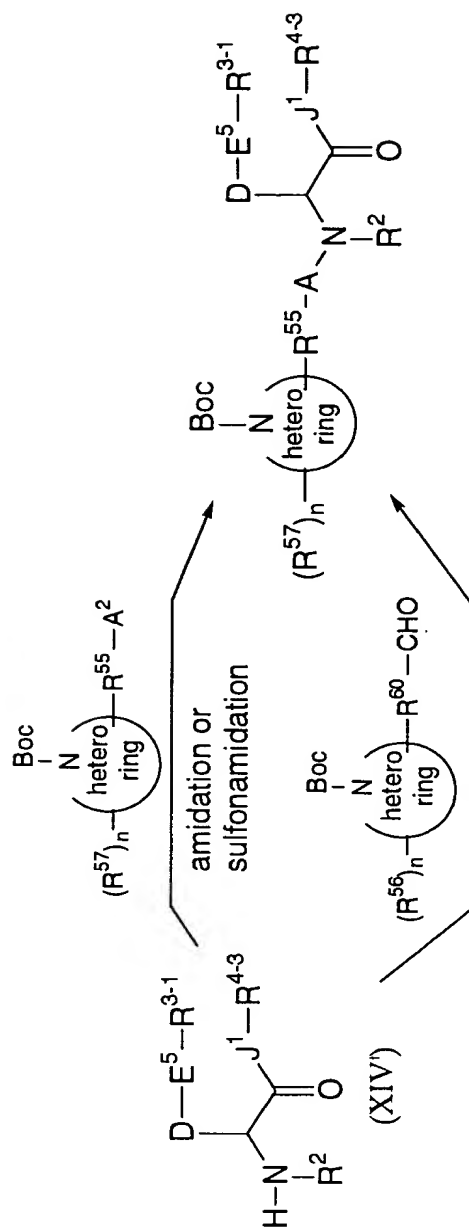 Boc
N
hetero
ring
(R⁵⁷)ₙ
R⁵⁵—A²
amidation or
sulfonamidation
H—N
R²
D—E⁵—R³⁻¹
J¹—R⁴⁻³
O
(XIV')
Boc
N
hetero
ring
(R⁵⁶)ₙ
R⁶⁰—CHO
Boc
N
hetero
ring
(R⁵⁷)ₙ
R⁵⁵—A
N—R²
D—E⁵—R³⁻¹
J¹—R⁴⁻³
O